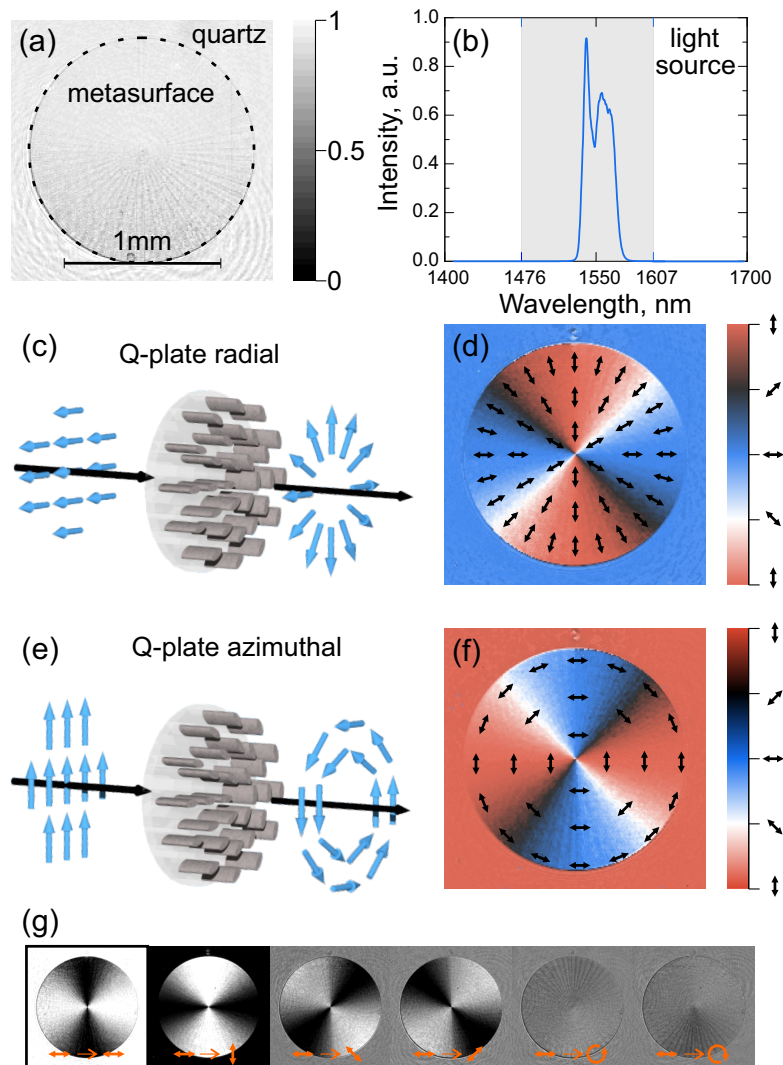 (a)
quartz
metasurface
1mm
1
0.5
0
(b)
light
source
Intensity, a.u.
1.0
0.8
0.6
0.4
0.2
0.0
1400
1476
1550
1607
1700
Wavelength, nm
(c)
Q-plate radial
(d)
(e)
Q-plate azimuthal
(f)
(g)